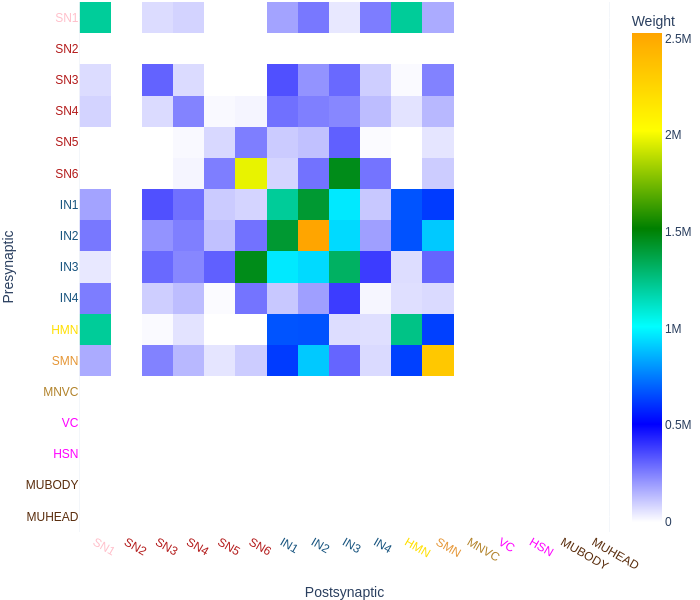 Weight
SN1
SN2
SN3
SN4
SN5
SN6
IN1
IN2
IN3
IN4
HMN
SMN
MNVC
VC
HSN
MUBODY
MUHEAD
Presynaptic
2.5M
2M
1.5M
1M
0.5M
0
SN1
SN2
SN3
SN4
SN5
SN6
IN1
IN2
IN3
IN4
HMN
SMN
MNVC
VC
HSN
MUBODY
MUHEAD
Postsynaptic